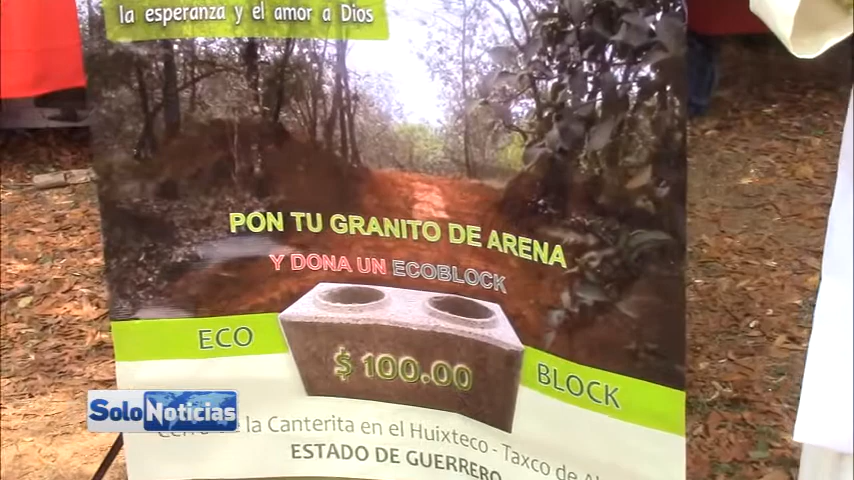 la esperanza y el amor a Dios
PON TU GRANITO DE ARENA
Y DONA UN ECOBLOCK
$ 100.00
ECO
BLOCK
SoloNoticias
de la Canterita en el Huixteco - Taxco de
ESTADO DE GUERRERO